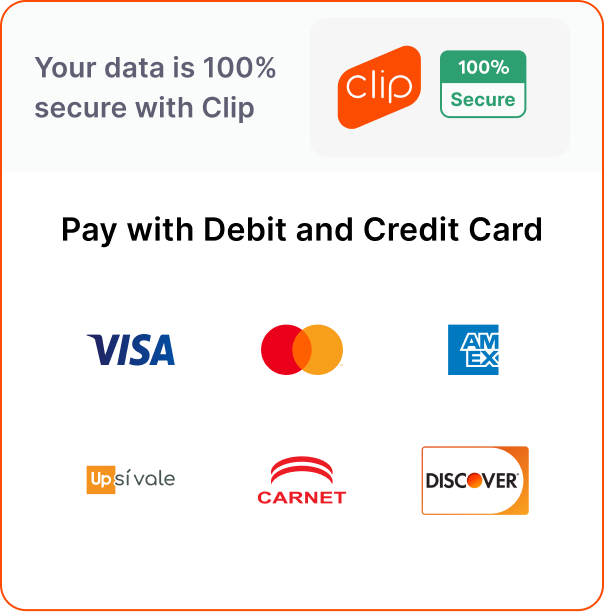 Your data is 100%
secure with Clip
clip
100%
Secure
Pay with Debit and Credit Card
VISA
AM
EX
Up sí vale
CARNET
DISCOVER